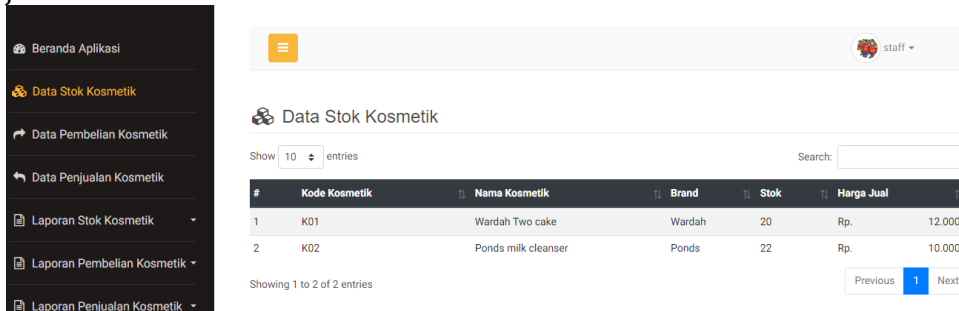 Beranda Aplikasi
Data Stok Kosmetik
Data Pembelian Kosmetik
Data Penjualan Kosmetik
Laporan Stok Kosmetik
Laporan Pembelian Kosmetik
Laporan Penjualan Kosmetik
staff
Data Stok Kosmetik
Show 10 entries Search:
# Kode Kosmetik Nama Kosmetik Brand Stok Harga Jual
1 K01 Wardah Two cake Wardah 20 Rp. 12.000
2 K02 Ponds milk cleanser Ponds 22 Rp. 10.000
Showing 1 to 2 of 2 entries Previous 1 Next